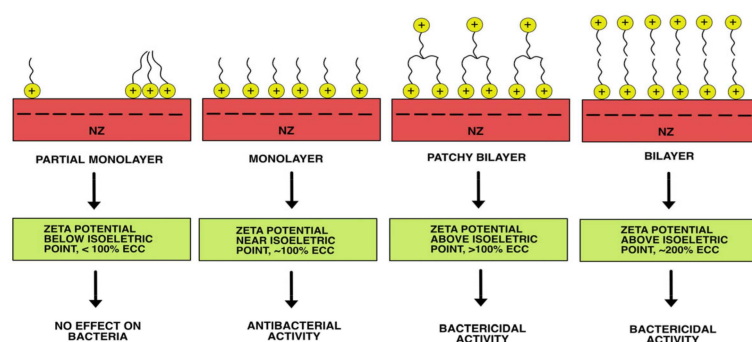 + + + +
+ + + + + + + + + + + + + + + + + + + + + +
NZ NZ NZ NZ
PARTIAL MONOLAYER
MONOLAYER
PATCHY BILAYER
BILAYER
ZETA POTENTIAL
BELOW ISOELETRIC
POINT, < 100% ECC
ZETA POTENTIAL
NEAR ISOELETRIC
POINT, ~100% ECC
ZETA POTENTIAL
ABOVE ISOELETRIC
POINT, >100% ECC
ZETA POTENTIAL
ABOVE ISOELETRIC
POINT, ~200% ECC
NO EFFECT ON
BACTERIA
ANTIBACTERIAL
ACTIVITY
BACTERICIDAL
ACTIVITY
BACTERICIDAL
ACTIVITY